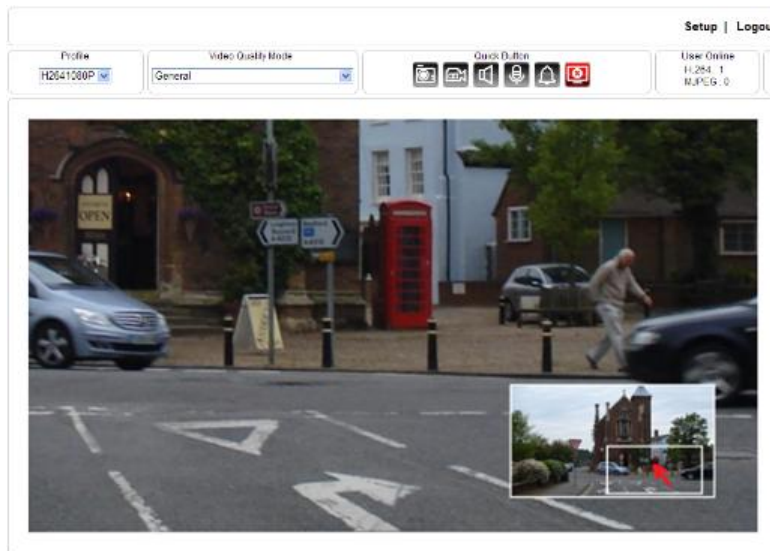 Setup | Logou
Profile
Video Quality Mode
Quick Button
User Online
H2641080P
General
H.264 : 1
MJPEG : 0
OPEN